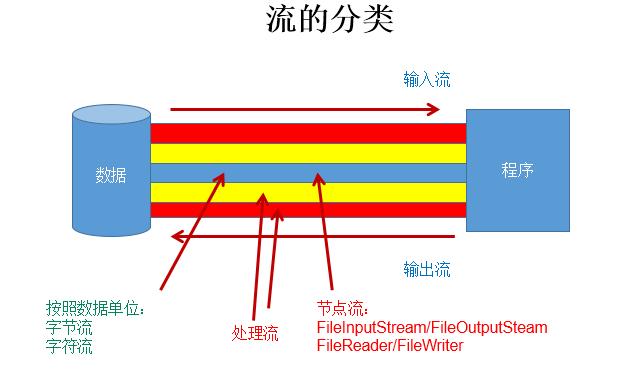 流的分类
输入流
数据
程序
输出流
按照数据单位：
字节流
字符流
处理流
节点流：
FileInputStream/FileOutputSteam
FileReader/FileWriter